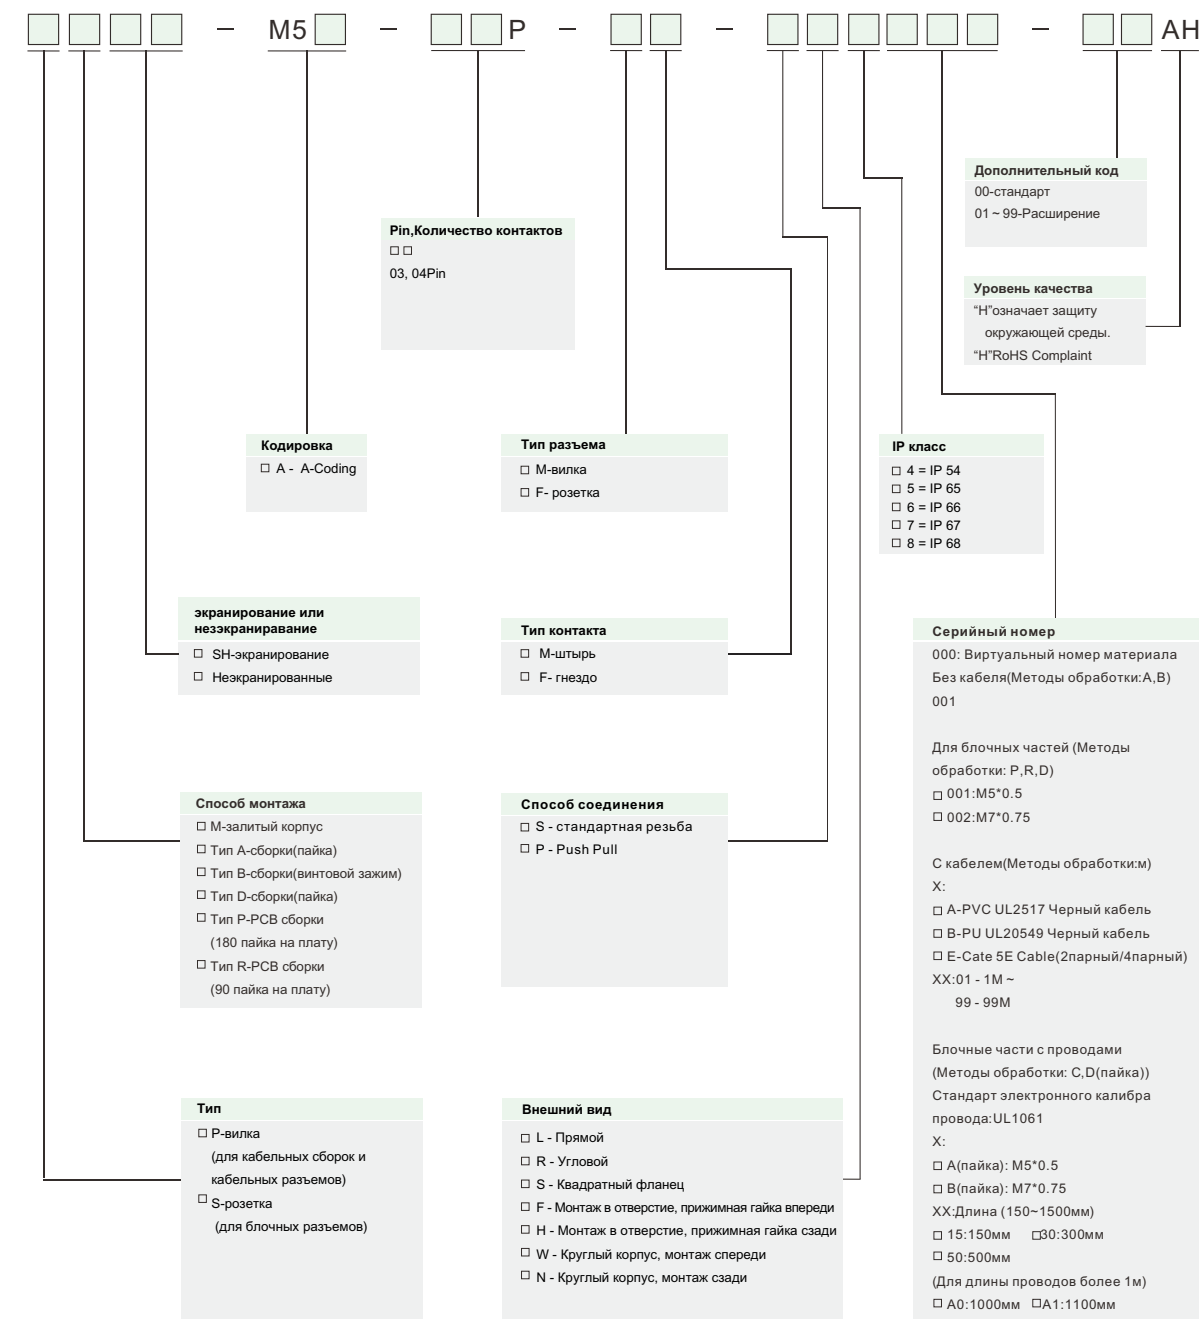 – M5 – P – – – AH
Дополнительный код
00-стандарт
01 ~ 99-Расширение
Pin,Количество контактов
03, 04Pin
Уровень качества
“H”означает защиту
окружающей среды.
“H”RoHS Complaint
Кодировка
A - A-Coding
Тип разъема
M-вилка
F- розетка
IP класс
4 = IP 54
5 = IP 65
6 = IP 66
7 = IP 67
8 = IP 68
экранирование или
незэкраниравание
SH-экранирование
Неэкранированные
Тип контакта
M-штырь
F- гнездо
Серийный номер
000: Виртуальный номер материала
Без кабеля(Методы обработки:A,B)
001
Для блочных частей (Методы
обработки: P,R,D)
001:M5*0.5
002:M7*0.75
С кабелем(Методы обработки:м)
X:
A-PVC UL2517 Черный кабель
B-PU UL20549 Черный кабель
E-Cate 5E Cable(2парный/4парный)
XX:01 - 1M ~
99 - 99M
Блочные части с проводами
(Методы обработки: C,D(пайка))
Стандарт электронного калибра
провода:UL1061
X:
A(пайка): M5*0.5
B(пайка): M7*0.75
XX:Длина (150~1500мм)
15:150мм 30:300мм
50:500мм
(Для длины проводов более 1м)
A0:1000мм A1:1100мм
Способ монтажа
M-залитый корпус
Тип A-сборки(пайка)
Тип B-сборки(винтовой зажим)
Тип D-сборки(пайка)
Тип P-PCB сборки
(180 пайка на плату)
Тип R-PCB сборки
(90 пайка на плату)
Способ соединения
S - стандартная резьба
P - Push Pull
Тип
P-вилка
(для кабельных сборок и
кабельных разъемов)
S-розетка
(для блочных разъемов)
Внешний вид
L - Прямой
R - Угловой
S - Квадратный фланец
F - Монтаж в отверстие, прижимная гайка впереди
H - Монтаж в отверстие, прижимная гайка сзади
W - Круглый корпус, монтаж спереди
N - Круглый корпус, монтаж сзади